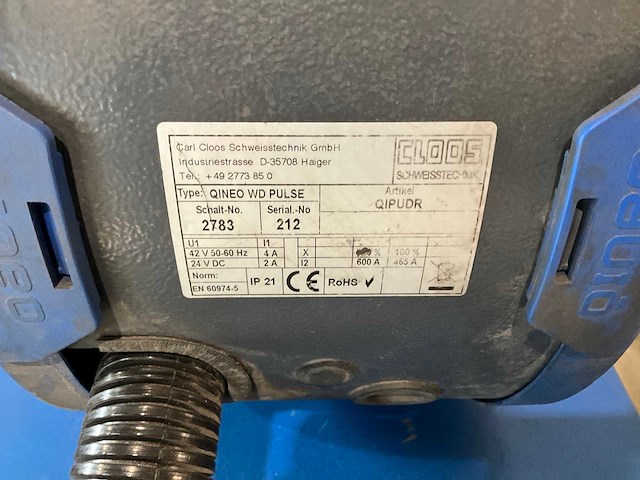 Carl Cloos Schweisstechnik GmbH
Industriestrasse D-35708 Haiger
Tel.: +49 2773 85 0
CLOOS
SCHWEISSTECHNIK
Type: QINEO WD PULSE
Artikel
QIPUDR
Schalt-No.
2783
Serial.-No
212
U1 I1
42 V 50-60 Hz 4 A X % 100 %
24 V DC 2 A I2 600 A 465 A
Norm:
EN 60974-5
IP 21
CE
RoHS ✓